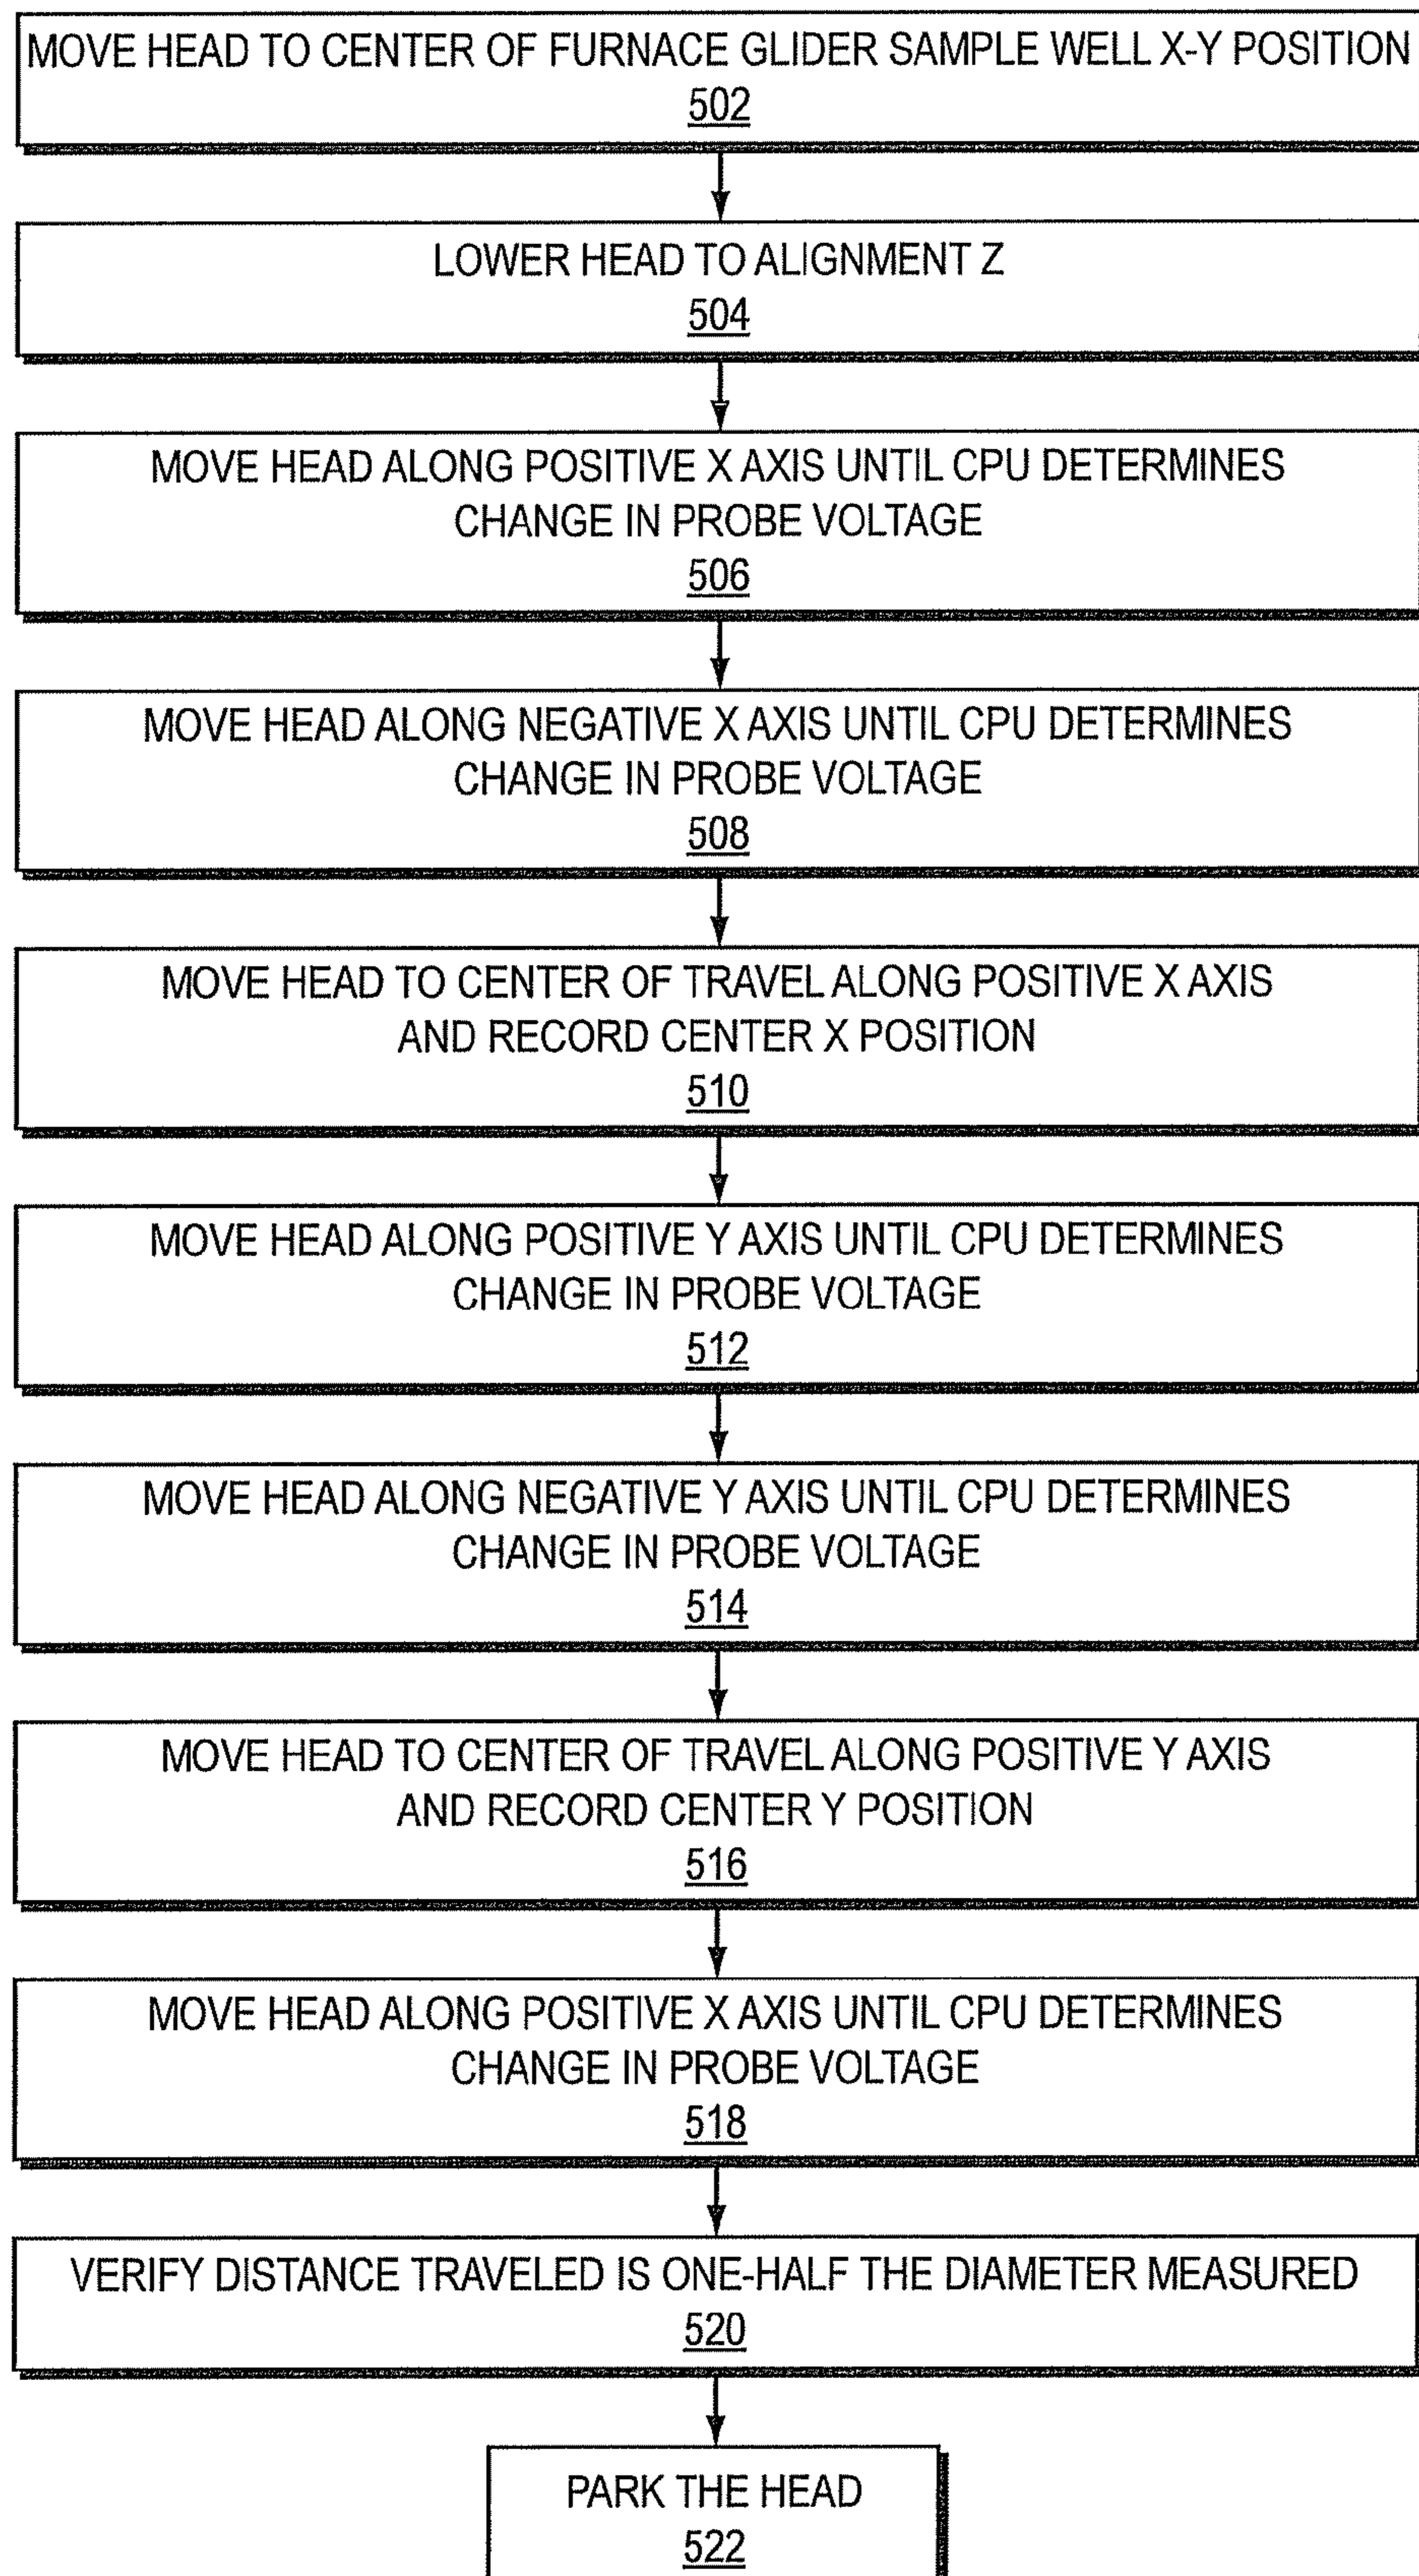 MOVE HEAD TO CENTER OF FURNACE GLIDER SAMPLE WELL X-Y POSITION
502
LOWER HEAD TO ALIGNMENT Z
504
MOVE HEAD ALONG POSITIVE X AXIS UNTIL CPU DETERMINES
CHANGE IN PROBE VOLTAGE
506
MOVE HEAD ALONG NEGATIVE X AXIS UNTIL CPU DETERMINES
CHANGE IN PROBE VOLTAGE
508
MOVE HEAD TO CENTER OF TRAVEL ALONG POSITIVE X AXIS
AND RECORD CENTER X POSITION
510
MOVE HEAD ALONG POSITIVE Y AXIS UNTIL CPU DETERMINES
CHANGE IN PROBE VOLTAGE
512
MOVE HEAD ALONG NEGATIVE Y AXIS UNTIL CPU DETERMINES
CHANGE IN PROBE VOLTAGE
514
MOVE HEAD TO CENTER OF TRAVEL ALONG POSITIVE Y AXIS
AND RECORD CENTER Y POSITION
516
MOVE HEAD ALONG POSITIVE X AXIS UNTIL CPU DETERMINES
CHANGE IN PROBE VOLTAGE
518
VERIFY DISTANCE TRAVELED IS ONE-HALF THE DIAMETER MEASURED
520
PARK THE HEAD
522